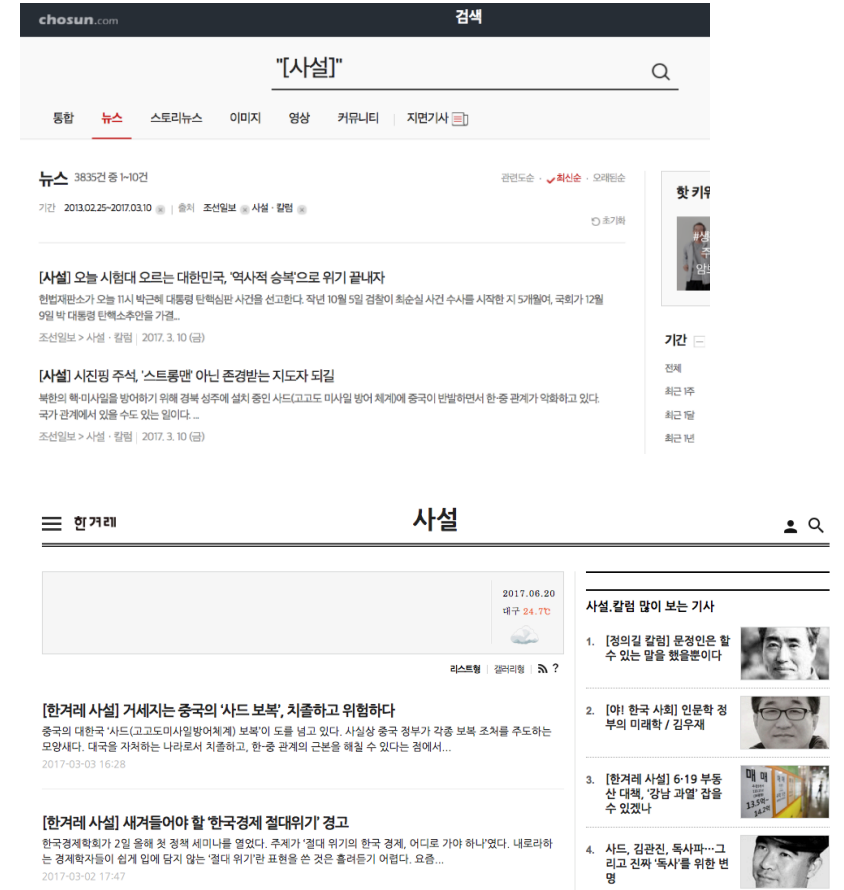 chosun.com
검색
"[사설]"
통합 뉴스 스토리뉴스 이미지 영상 커뮤니티 지면기사
뉴스 3835건 중 1~10건
관련도순 · 최신순 · 오래된순
기간 2013.02.25~2017.03.10 | 출처 조선일보 사설 · 칼럼
초기화
[사설] 오늘 시험대 오르는 대한민국, '역사적 승복'으로 위기 끝내자
헌법재판소가 오늘 11시 박근혜 대통령 탄핵심판 사건을 선고한다. 작년 10월 5일 검찰이 최순실 사건 수사를 시작한 지 5개월여, 국회가 12월
9일 박 대통령 탄핵소추안을 가결...
조선일보 > 사설 · 칼럼 | 2017. 3. 10 (금)
[사설] 시진핑 주석, '스트롱맨' 아닌 존경받는 지도자 되길
북한의 핵·미사일을 방어하기 위해 경북 성주에 설치 중인 사드(고고도 미사일 방어 체계)에 중국이 반발하면서 한·중 관계가 악화하고 있다.
국가 관계에서 있을 수도 있는 일이다. ...
조선일보 > 사설 · 칼럼 | 2017. 3. 10 (금)
핫 키워
#생
주
암
기간
전체
최근 1주
최근 1달
최근 1년
한겨레
사설
2017.06.20
대구 24.7℃
리스트형 | 갤러리형 | ?
[한겨레 사설] 거세지는 중국의 '사드 보복', 치졸하고 위험하다
중국의 대한국 '사드(고고도미사일방어체계) 보복'이 도를 넘고 있다. 사실상 중국 정부가 각종 보복 조처를 주도하는
모양새다. 대국을 자처하는 나라로서 치졸하고, 한-중 관계의 근본을 해칠 수 있다는 점에서...
2017-03-03 16:28
[한겨레 사설] 새겨들어야 할 '한국경제 절대위기' 경고
한국경제학회가 2일 올해 첫 정책 세미나를 열었다. 주제가 '절대 위기의 한국 경제, 어디로 가야 하나'였다. 내로라하
는 경제학자들이 쉽게 입에 담지 않는 '절대 위기'란 표현을 쓴 것은 흘려듣기 어렵다. 요즘...
2017-03-02 17:47
사설.칼럼 많이 보는 기사
1. [정의길 칼럼] 문정인은 할
수 있는 말을 했을뿐이다
2. [야! 한국 사회] 인문학 정
부의 미래학 / 김우재
3. [한겨레 사설] 6·19 부동
산 대책, '강남 과열' 잡을
수 있겠나
매 매
13.5억~
14.2억
4. 사드, 김관진, 독사파…그
리고 진짜 '독사'를 위한 변
명